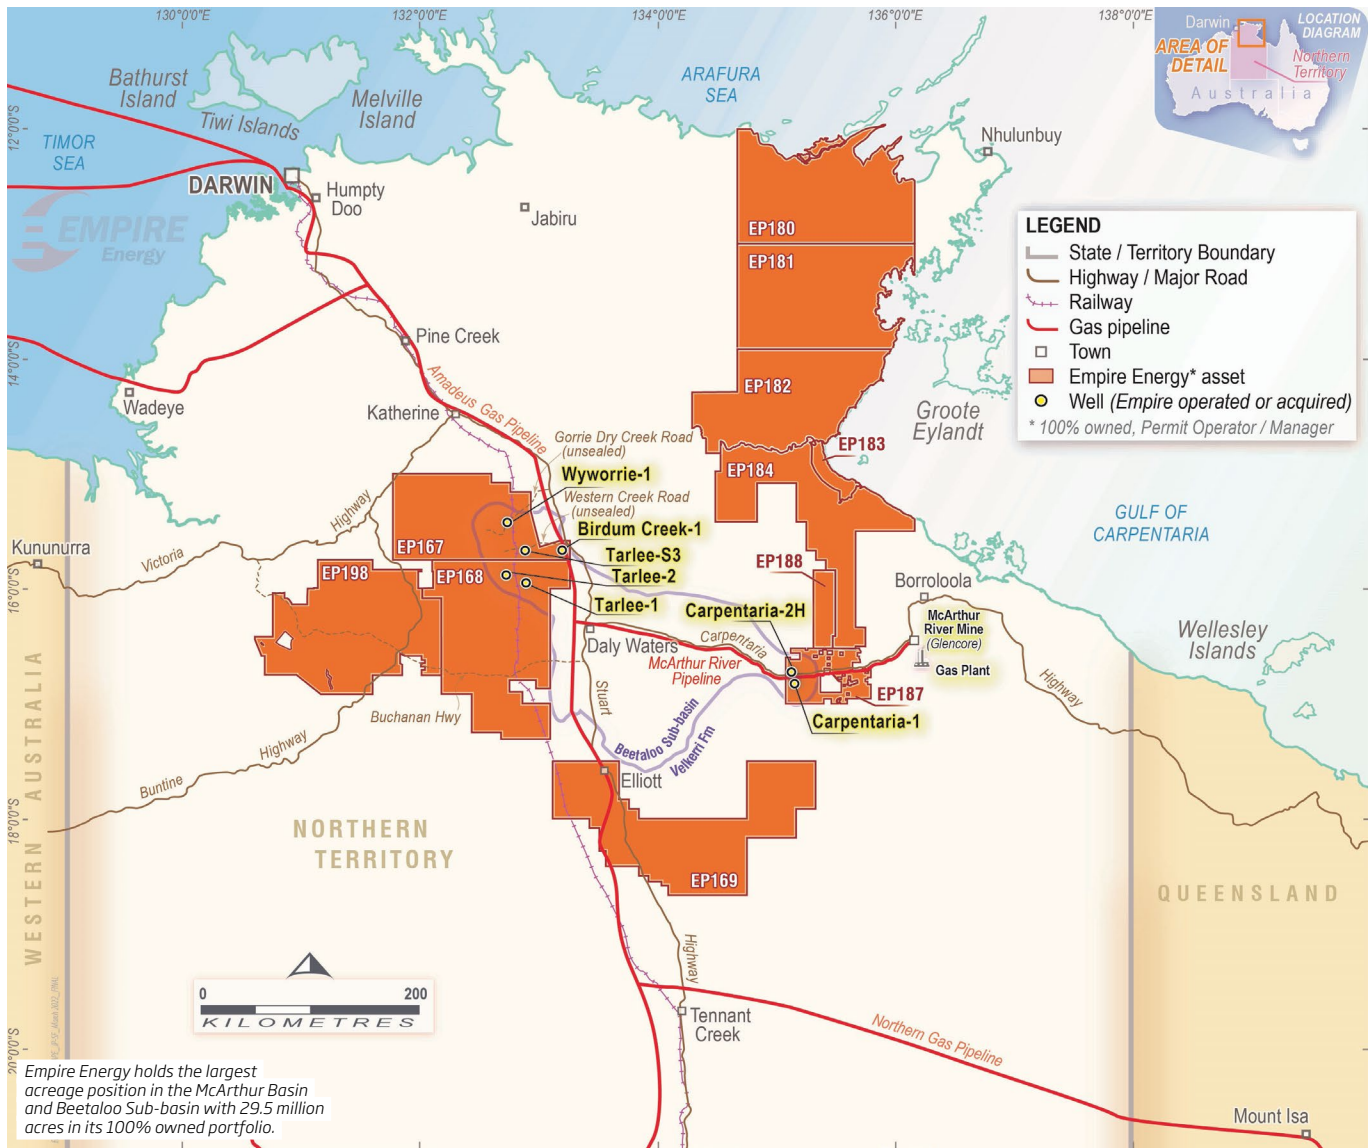 130°0'0"E
132°0'0"E
134°0'0"E
136°0'0"E
138°0'0"E
Darwin
LOCATION
DIAGRAM
AREA OF
DETAIL
Northern
Territory
Australia
Bathurst
Island
Melville
Island
Tiwi Islands
ARAFURA
SEA
TIMOR
SEA
12°0'0"S
DARWIN
Humpty
Doo
Jabiru
Nhulunbuy
EMPIRE
Energy
EP180
EP181
LEGEND
State / Territory Boundary
Highway / Major Road
Railway
Gas pipeline
Town
Empire Energy* asset
Well (Empire operated or acquired)
* 100% owned, Permit Operator / Manager
Pine Creek
14°0'0"S
Wadeye
Amadeus Gas Pipeline
Katherine
EP182
Groote
Eylandt
EP183
EP184
Gorrie Dry Creek Road
(unsealed)
Wyworrie-1
Western Creek Road
(unsealed)
Birdum Creek-1
Tarlee-S3
Tarlee-2
Tarlee-1
GULF OF
CARPENTARIA
Kununurra
Victoria
Highway
EP167
EP198
EP168
EP188
16°0'0"S
Borroloola
Carpentaria-2H
McArthur
River Mine
(Glencore)
Gas Plant
Wellesley
Islands
Daly Waters
Carpentaria
McArthur River
Pipeline
EP187
Highway
Carpentaria-1
Stuart
Buchanan Hwy
Beetaloo Sub-basin
Velkerri Fm
Buntine
Highway
Elliott
18°0'0"S
NORTHERN
TERRITORY
EP169
WESTERN AUSTRALIA
QUEENSLAND
Highway
0
200
KILOMETRES
Tennant
Creek
Northern Gas Pipeline
20°0'0"S
Empire Energy holds the largest
acreage position in the McArthur Basin
and Beetaloo Sub-basin with 29.5 million
acres in its 100% owned portfolio.
Mount Isa